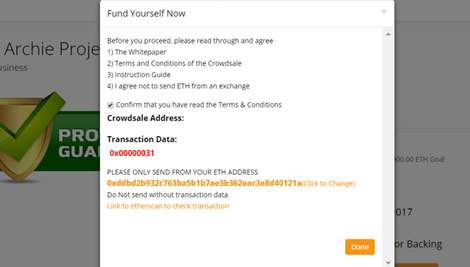 Fund Yourself Now
×
Archie Proje
usiness
Before you proceed, please read through and agree
1) The Whitepaper
2) Terms and Conditions of the Crowdsale
3) Instruction Guide
4) I agree not to send ETH from an exchange
Confirm that you have read the Terms & Conditions
Crowdsale Address:
Transaction Data:
0x00000031
PRO
GUA
PLEASE ONLY SEND FROM YOUR ETH ADDRESS
0xddbd2b932c763ba5b1b7ae3b362eac3e8d40121a(Click to Change)
Do Not send without transaction data
Link to etherscan to check transaction
00.00 ETH Goal
2017
or Backing
Done